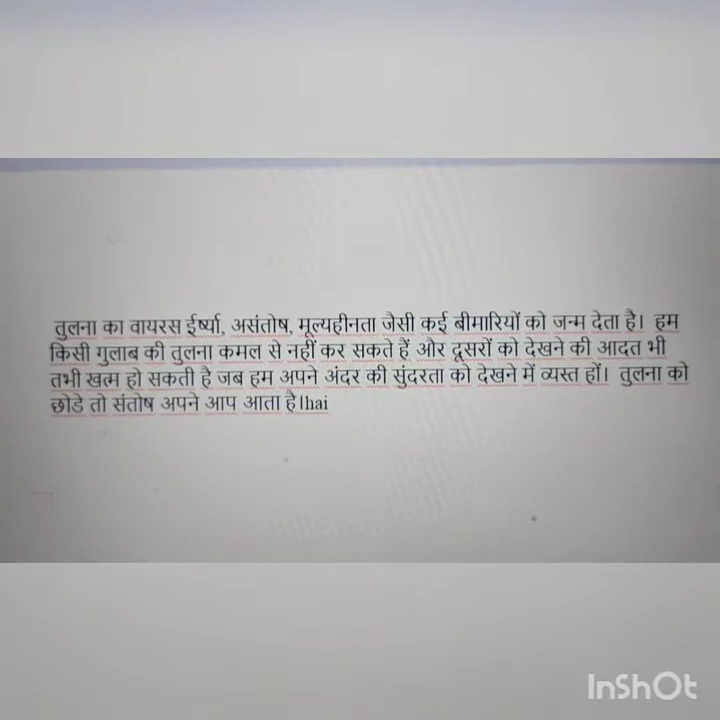 तुलना का वायरस ईर्ष्या, असंतोष, मूल्यहीनता जैसी कई बीमारियों को जन्म देता है। हम
किसी गुलाब की तुलना कमल से नहीं कर सकते हैं और दूसरों को देखने की आदत भी
तभी खत्म हो सकती है जब हम अपने अंदर की सुंदरता को देखने में व्यस्त हों। तुलना को
छोडे तो संतोष अपने आप आता है।hai
InShOt